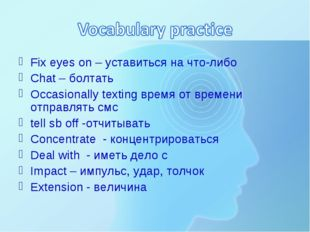 Vocabulary practice
Fix eyes on – уставиться на что-либо
Chat – болтать
Occasionally texting время от времени
отправлять смс
tell sb off -отчитывать
Concentrate  - концентрироваться
Deal with  - иметь дело с
Impact – импульс, удар, толчок
Extension - величина